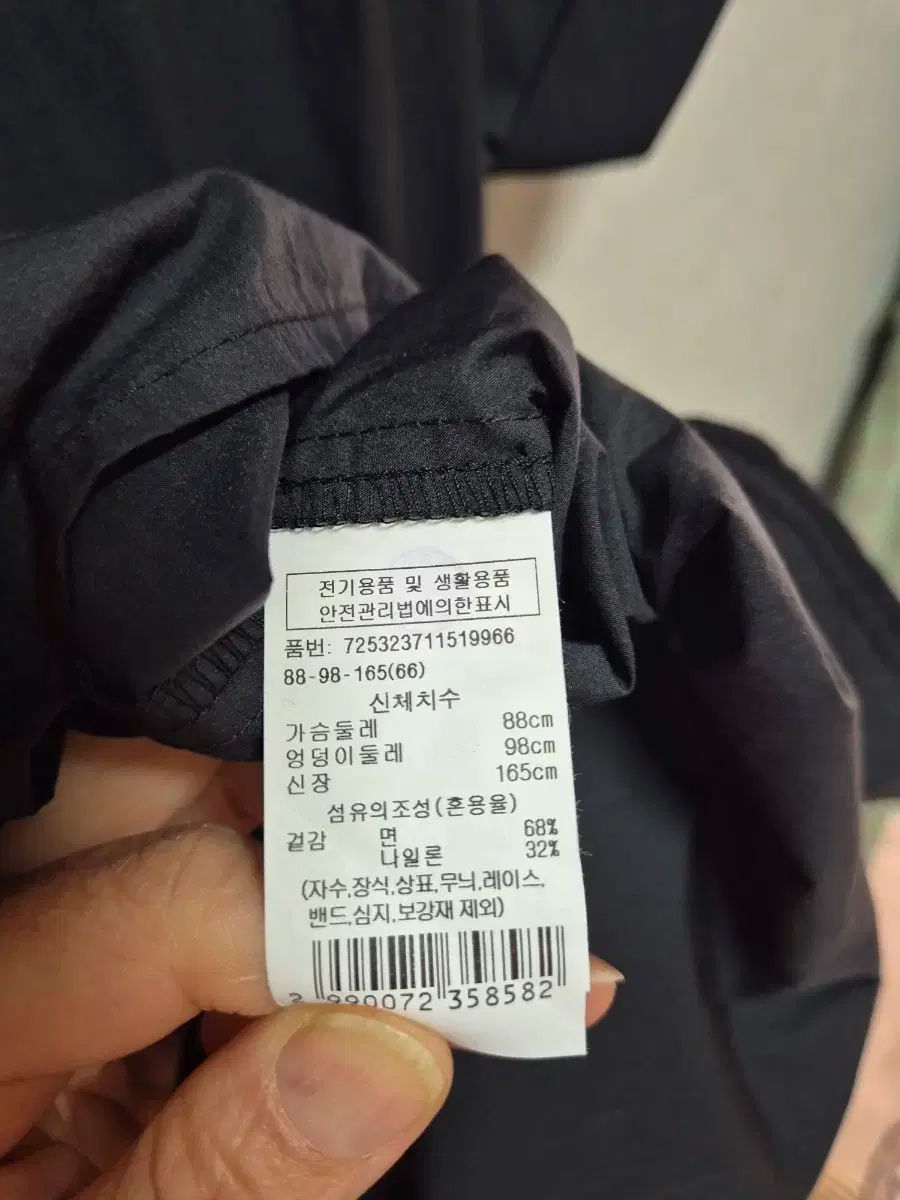 전기용품 및 생활용품
안전관리법에의한표시
품번: 725323711519966
88-98-165(66)
신체치수
가슴둘레 88cm
엉덩이둘레 98cm
신장 165cm
섬유의조성(혼용율)
겉감 면 68%
나일론 32%
(자수,장식,상표,무늬,레이스,
밴드,심지,보강재 제외)
2 990072 358582